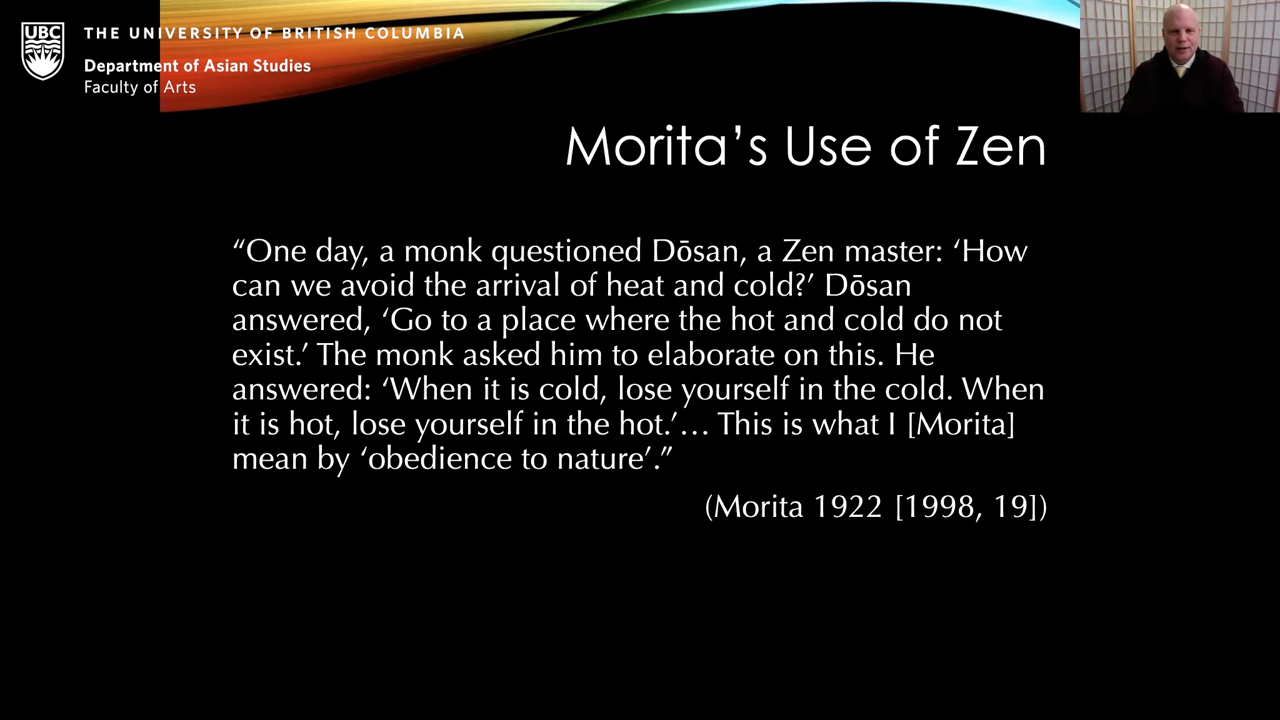 UBC
THE UNIVERSITY OF BRITISH COLUMBIA
Department of Asian Studies
Faculty of Arts
Morita’s Use of Zen
“One day, a monk questioned Dōsan, a Zen master: ‘How
can we avoid the arrival of heat and cold?’ Dōsan
answered, ‘Go to a place where the hot and cold do not
exist.’ The monk asked him to elaborate on this. He
answered: ‘When it is cold, lose yourself in the cold. When
it is hot, lose yourself in the hot.’… This is what I [Morita]
mean by ‘obedience to nature’.”
(Morita 1922 [1998, 19])